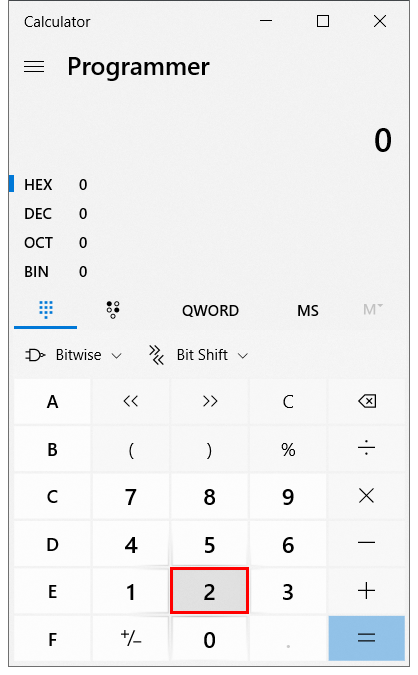 Calculator
Programmer
0
HEX 0
DEC 0
OCT 0
BIN 0
QWORD MS M
Bitwise Bit Shift
A << >> C
B ( ) % ÷
C 7 8 9 ×
D 4 5 6 −
E 1 2 3 +
F +/− 0 . =